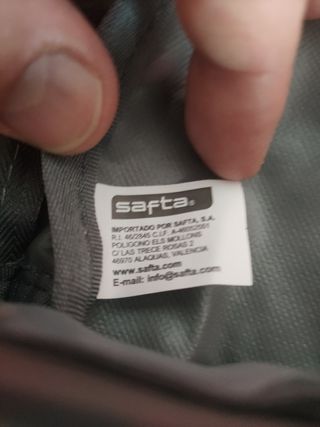 safta®
IMPORTADO POR SAFTA, S.A.
R.I. 46/2845 C.I.F. A-46052001
POLIGONO ELS MOLLONS
C/ LAS TRECE ROSAS 2
46970 ALAQUAS, VALENCIA
www.safta.com
E-mail: info@safta.com